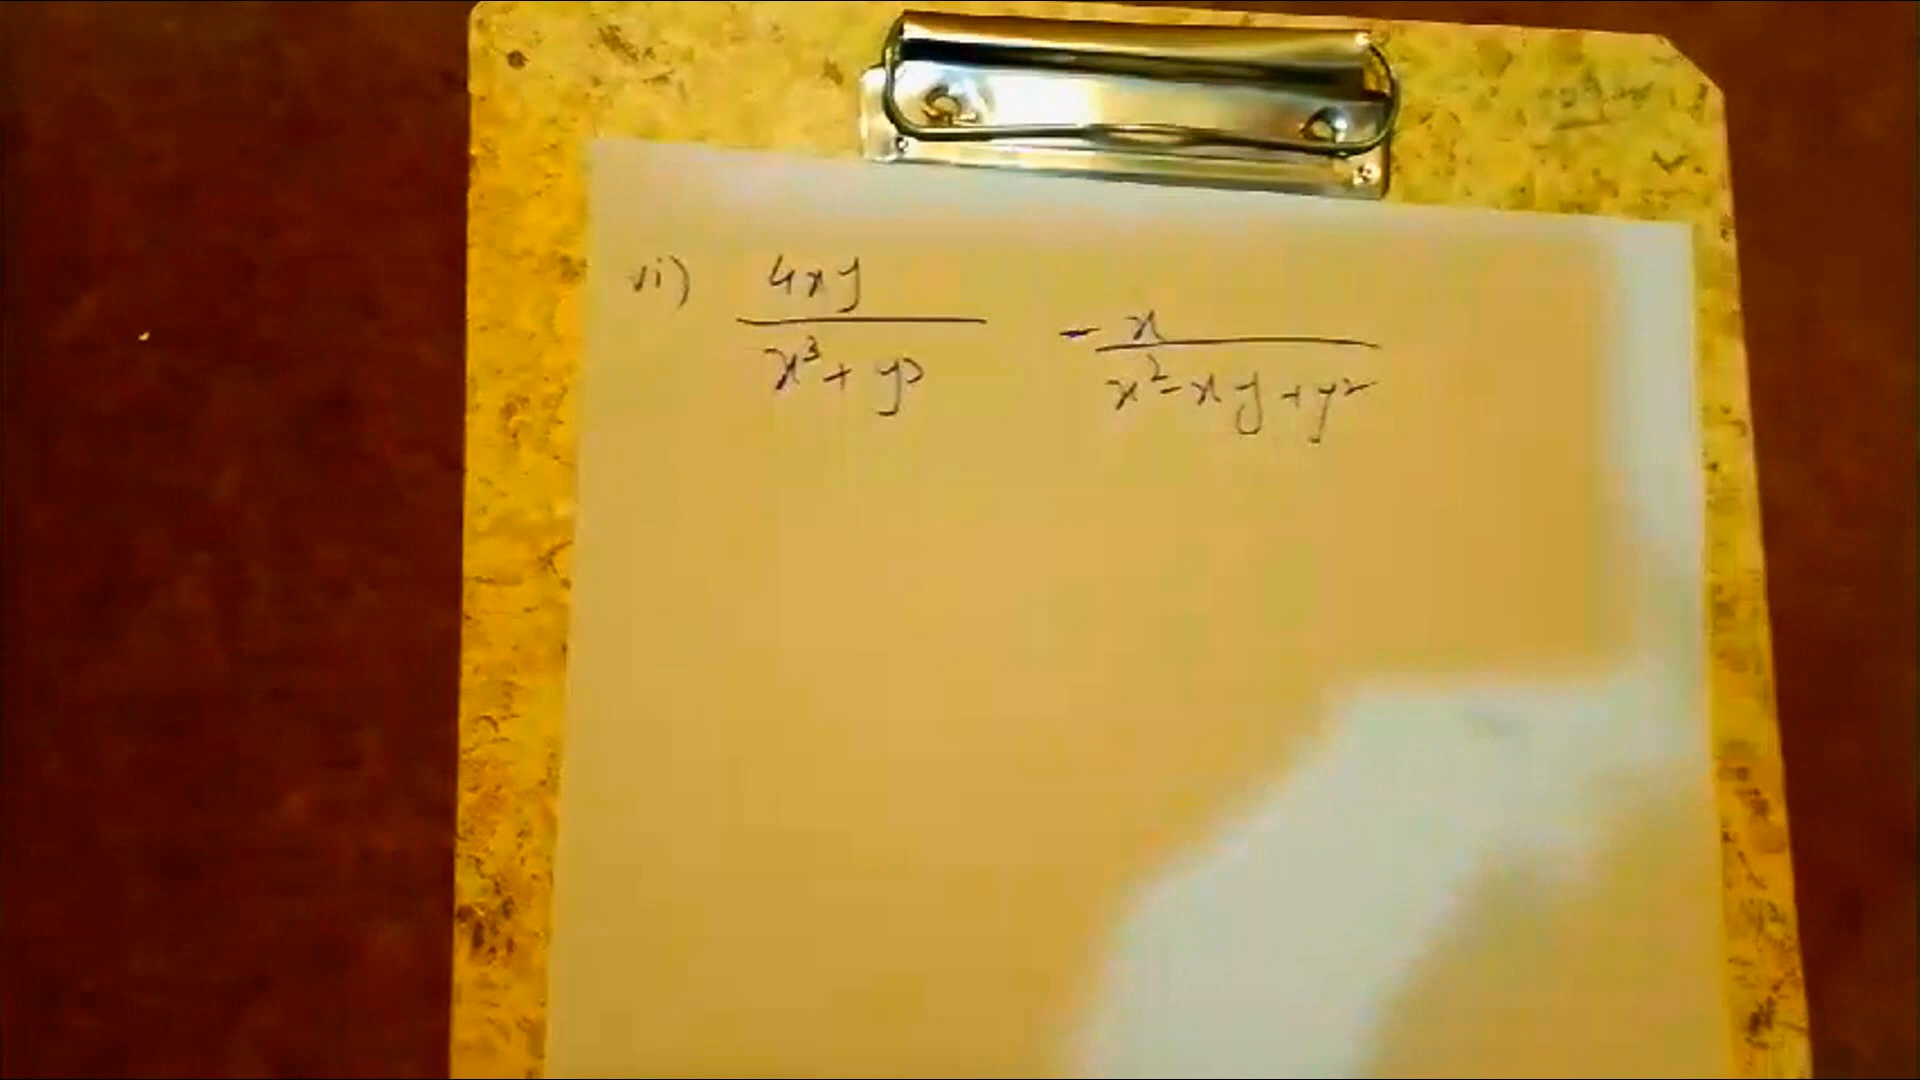 vi) 4xy / x³ + y³ - x / x² - xy + y²